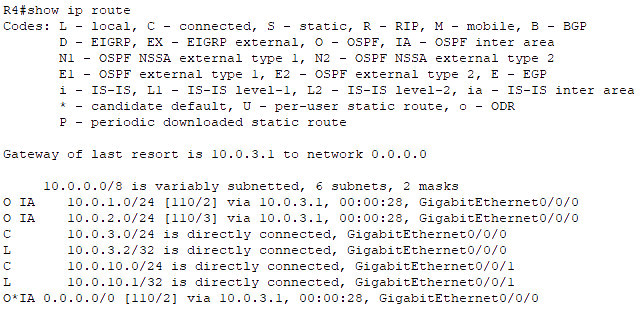 R4#show ip route
Codes: L - local, C - connected, S - static, R - RIP, M - mobile, B - BGP
       D - EIGRP, EX - EIGRP external, O - OSPF, IA - OSPF inter area
       N1 - OSPF NSSA external type 1, N2 - OSPF NSSA external type 2
       E1 - OSPF external type 1, E2 - OSPF external type 2, E - EGP
       i - IS-IS, L1 - IS-IS level-1, L2 - IS-IS level-2, ia - IS-IS inter area
       * - candidate default, U - per-user static route, o - ODR
       P - periodic downloaded static route
Gateway of last resort is 10.0.3.1 to network 0.0.0.0
     10.0.0.0/8 is variably subnetted, 6 subnets, 2 masks
O IA    10.0.1.0/24 [110/2] via 10.0.3.1, 00:00:28, GigabitEthernet0/0/0
O IA    10.0.2.0/24 [110/3] via 10.0.3.1, 00:00:28, GigabitEthernet0/0/0
C       10.0.3.0/24 is directly connected, GigabitEthernet0/0/0
L       10.0.3.2/32 is directly connected, GigabitEthernet0/0/0
C       10.0.10.0/24 is directly connected, GigabitEthernet0/0/1
L       10.0.10.1/32 is directly connected, GigabitEthernet0/0/1
O*IA 0.0.0.0/0 [110/2] via 10.0.3.1, 00:00:28, GigabitEthernet0/0/0